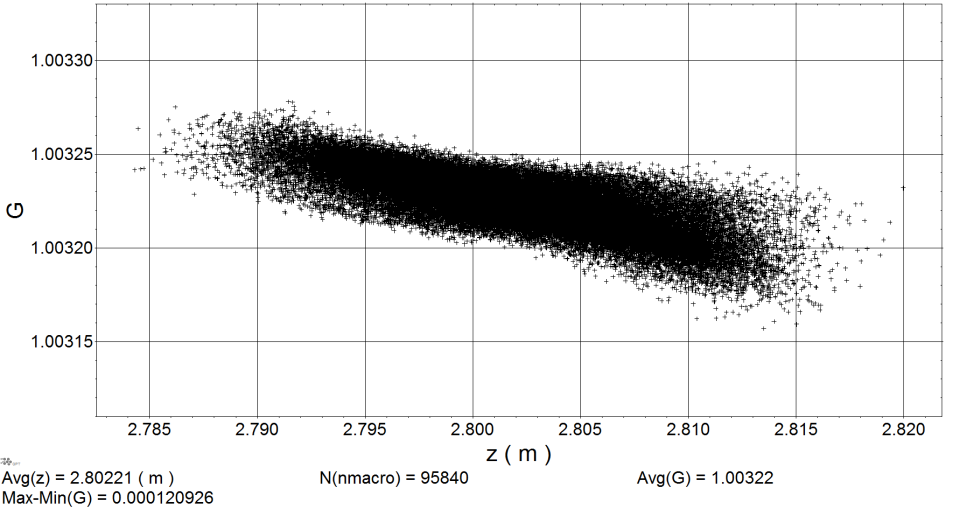 1.00330
1.00325
G
1.00320
1.00315
2.785 2.790 2.795 2.800 2.805 2.810 2.815 2.820
z ( m )
Avg(z) = 2.80221 ( m ) N(nmacro) = 95840 Avg(G) = 1.00322
Max-Min(G) = 0.000120926